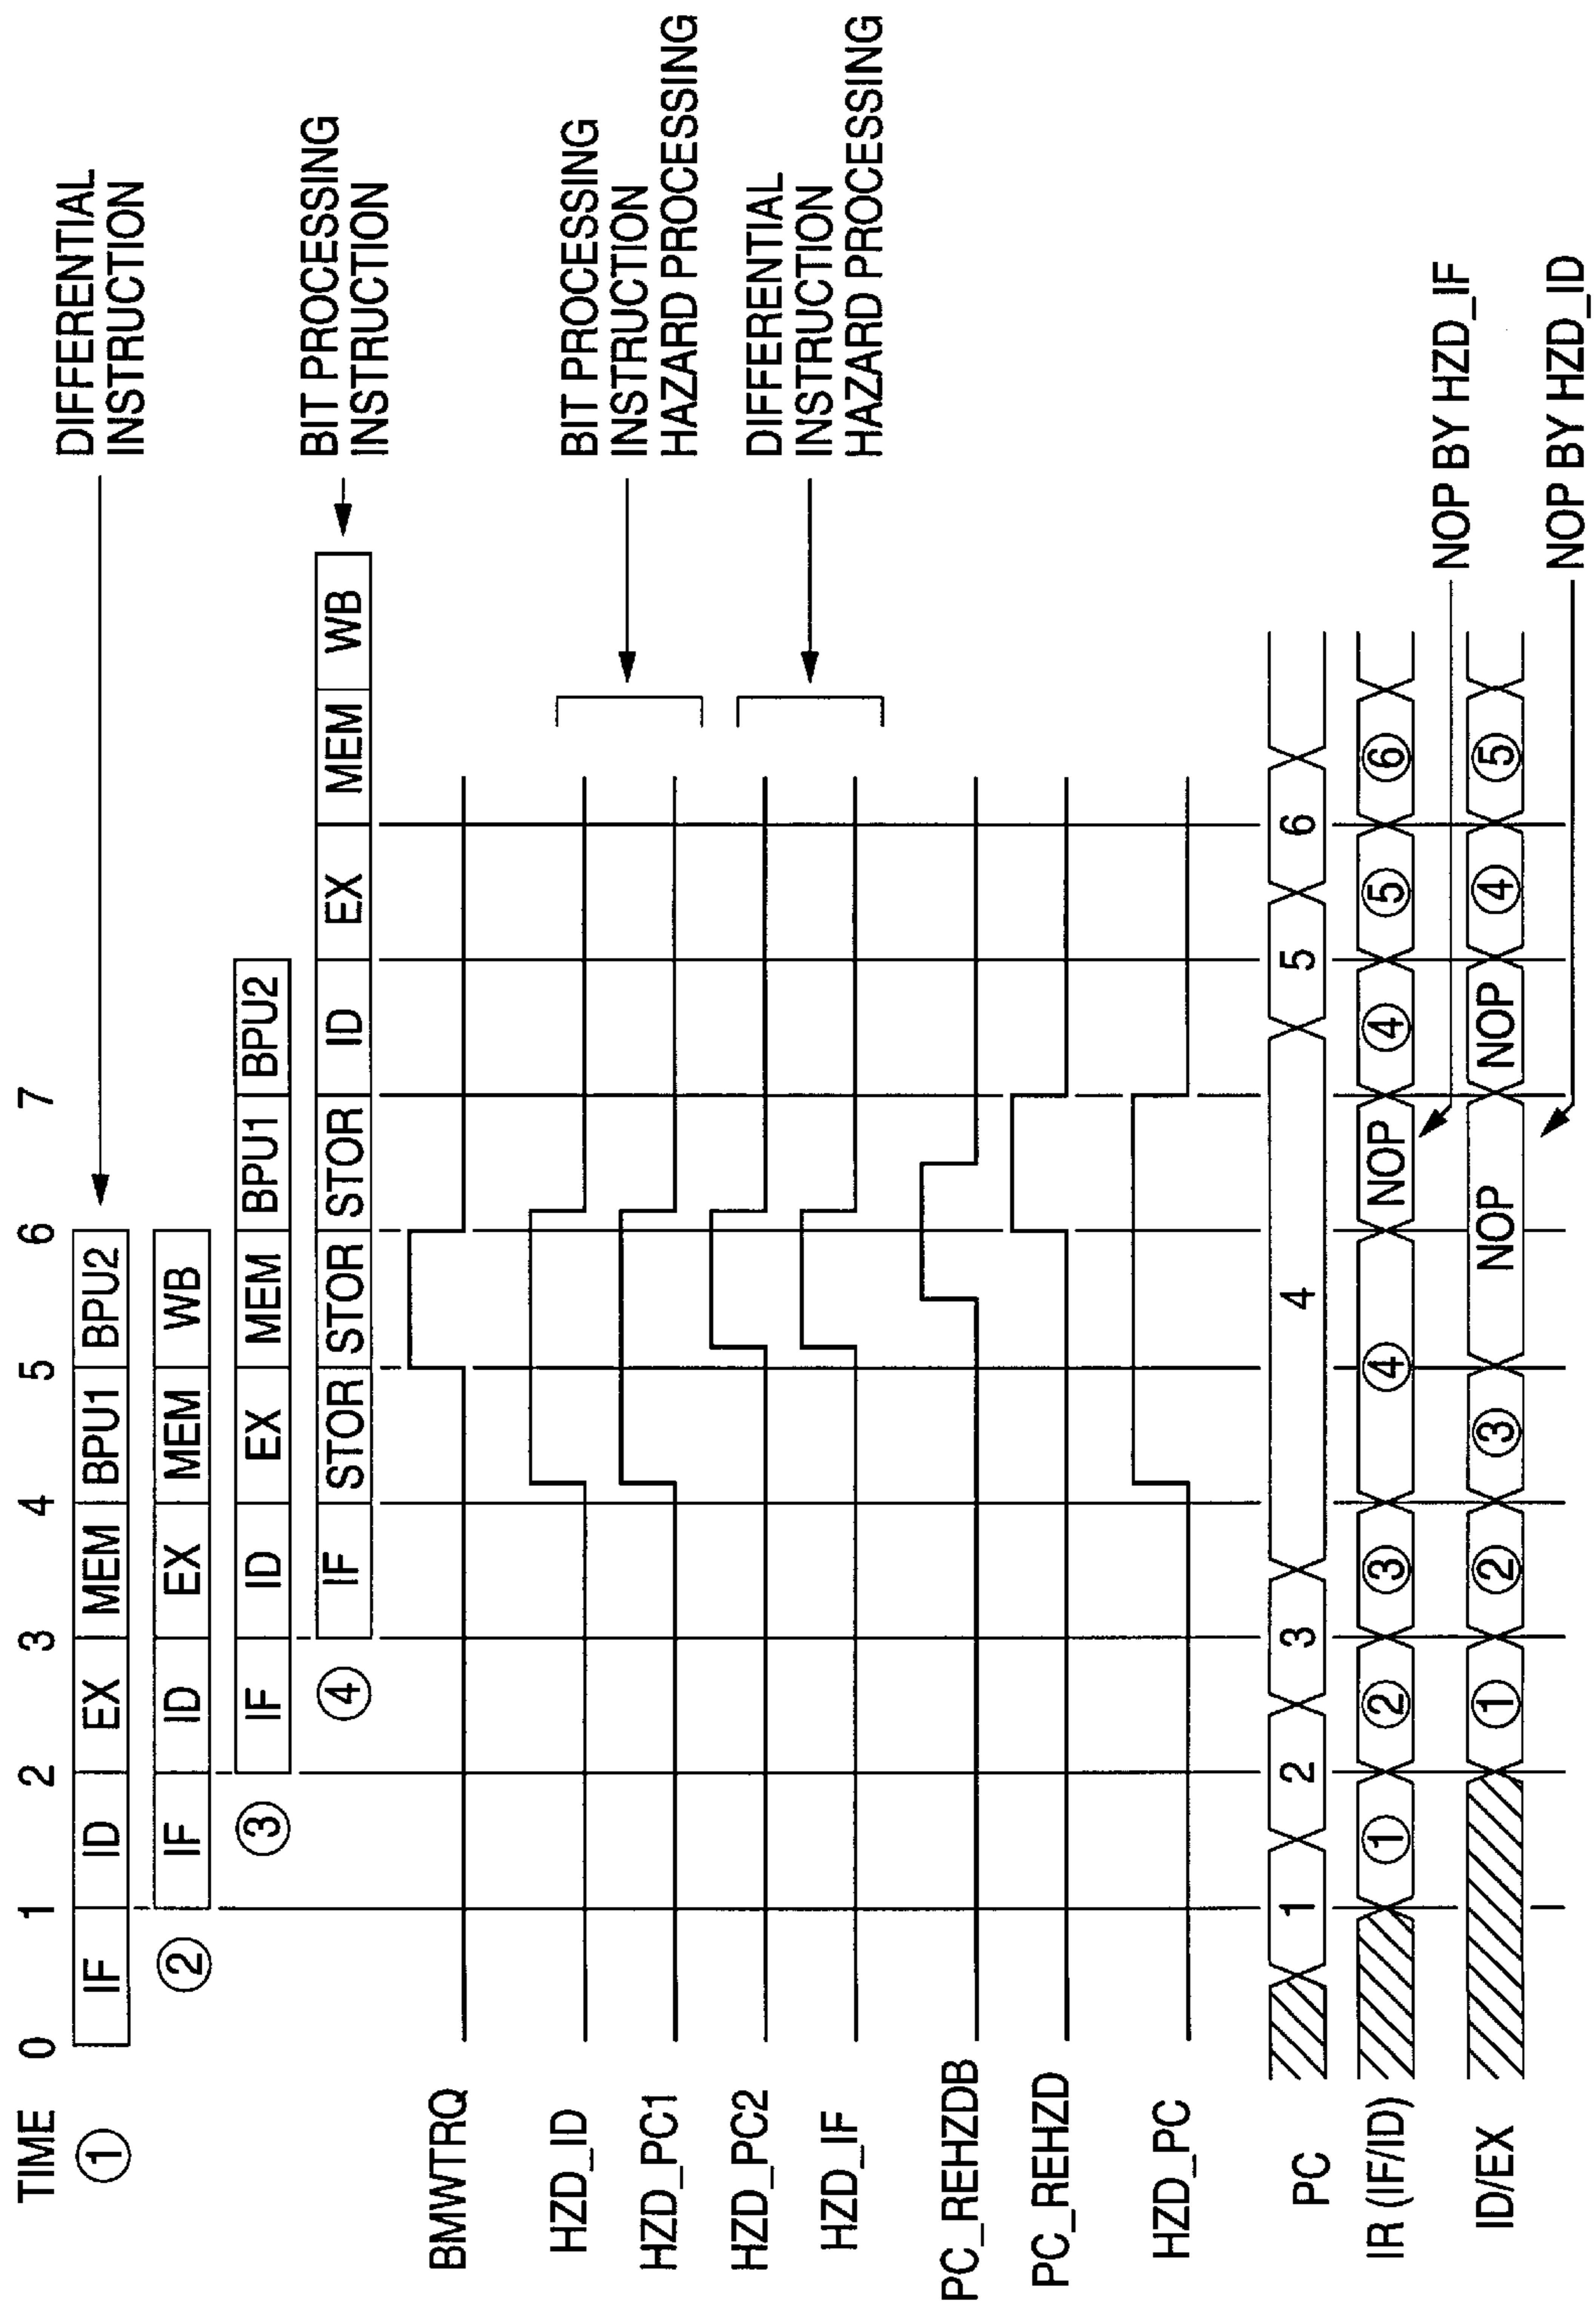 TIME 0 1 2 3 4 5 6 7
① IF ID EX MEM BPU1 BPU2
DIFFERENTIAL
INSTRUCTION
② IF ID EX MEM WB
③ IF ID EX MEM BPU1 BPU2
④ IF STOR STOR STOR ID EX MEM WB
BIT PROCESSING
INSTRUCTION
BMWTRQ
HZD_ID
HZD_PC1
BIT PROCESSING
INSTRUCTION
HAZARD PROCESSING
HZD_PC2
HZD_IF
DIFFERENTIAL
INSTRUCTION
HAZARD PROCESSING
PC_REHZDB
PC_REHZD
HZD_PC
PC 1 2 3 4 5 6
IR (IF/ID) ① ② ③ ④ NOP ④ ⑤ ⑥
NOP BY HZD_IF
ID/EX ① ② ③ NOP NOP ④ ⑤
NOP BY HZD_ID